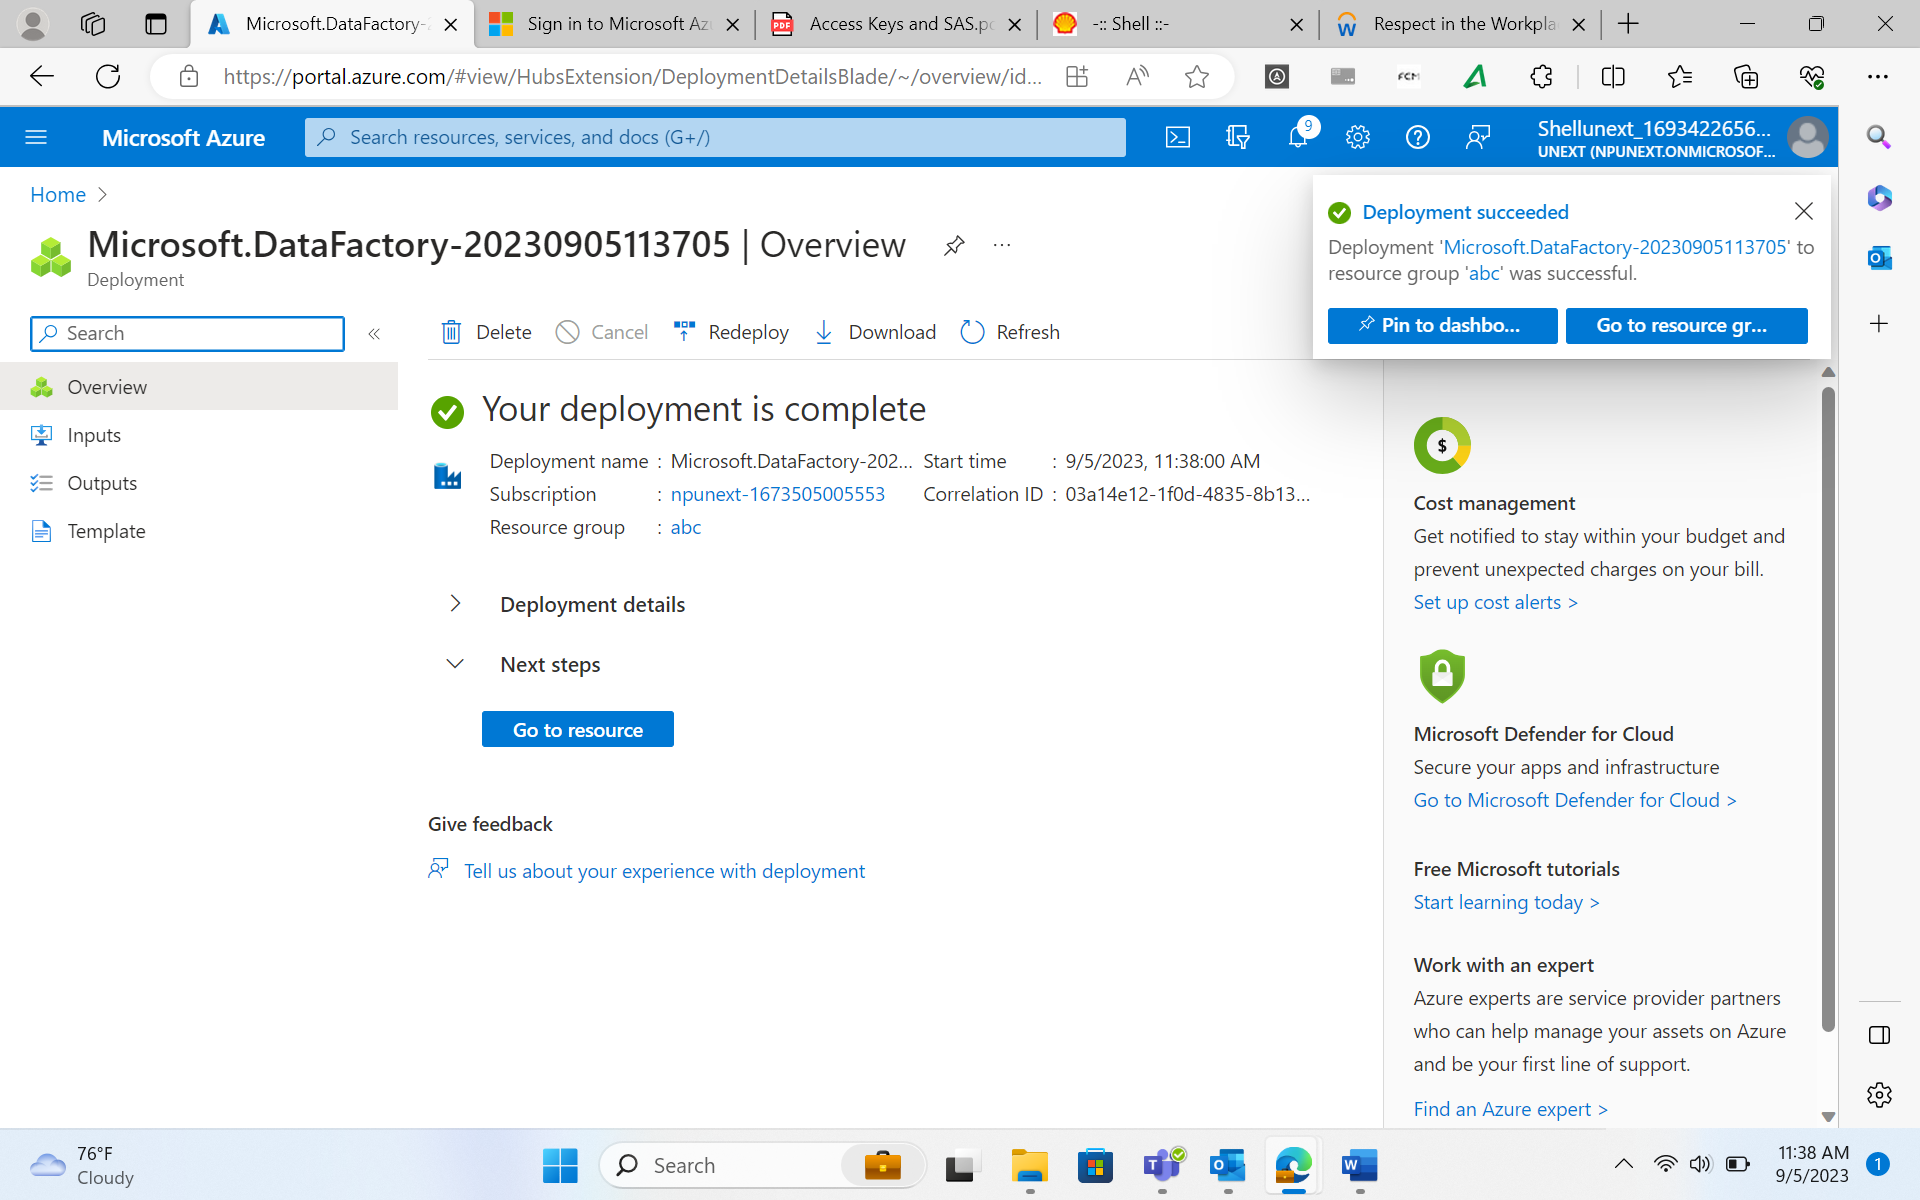 Microsoft.DataFactory-2
Sign in to Microsoft Az
Access Keys and SAS.p
-:: Shell ::-
Respect in the Workpla
https://portal.azure.com/#view/HubsExtension/DeploymentDetailsBlade/~/overview/id...
FCM
Microsoft Azure
Search resources, services, and docs (G+/)
9
Shellunext_1693422656...
UNEXT (NPUNEXT.ONMICROSOF...
Home
Microsoft.DataFactory-20230905113705 | Overview
Deployment
Deployment succeeded
Deployment 'Microsoft.DataFactory-20230905113705' to
resource group 'abc' was successful.
Pin to dashbo...
Go to resource gr...
Search
Delete
Cancel
Redeploy
Download
Refresh
Overview
Inputs
Outputs
Template
Your deployment is complete
Deployment name : Microsoft.DataFactory-202...
Subscription : npunext-1673505005553
Resource group : abc
Start time : 9/5/2023, 11:38:00 AM
Correlation ID : 03a14e12-1f0d-4835-8b13...
Deployment details
Next steps
Go to resource
Give feedback
Tell us about your experience with deployment
Cost management
Get notified to stay within your budget and
prevent unexpected charges on your bill.
Set up cost alerts >
Microsoft Defender for Cloud
Secure your apps and infrastructure
Go to Microsoft Defender for Cloud >
Free Microsoft tutorials
Start learning today >
Work with an expert
Azure experts are service provider partners
who can help manage your assets on Azure
and be your first line of support.
Find an Azure expert >
76°F
Cloudy
Search
11:38 AM
9/5/2023
1